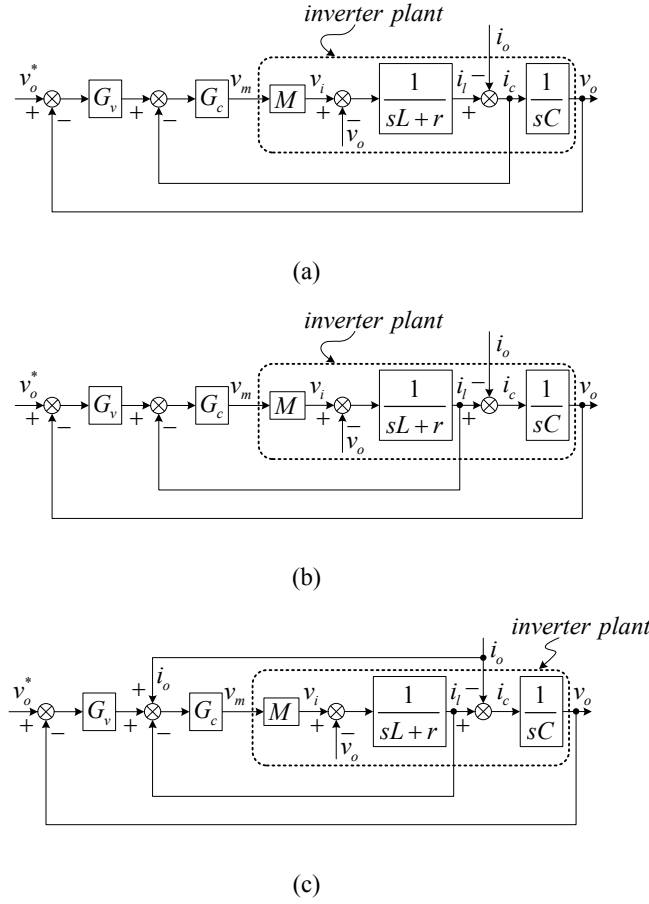 inverter plant
i_o
v_o^* + − G_v + − G_c v_m M v_i + − v_o 1/(sL + r) i_l − + i_c 1/(sC) v_o
(a)
inverter plant
i_o
v_o^* + − G_v + − G_c v_m M v_i + − v_o 1/(sL + r) i_l − + i_c 1/(sC) v_o
(b)
inverter plant
i_o
v_o^* + − G_v + + i_o − G_c v_m M v_i + − v_o 1/(sL + r) i_l − + i_c 1/(sC) v_o
(c)